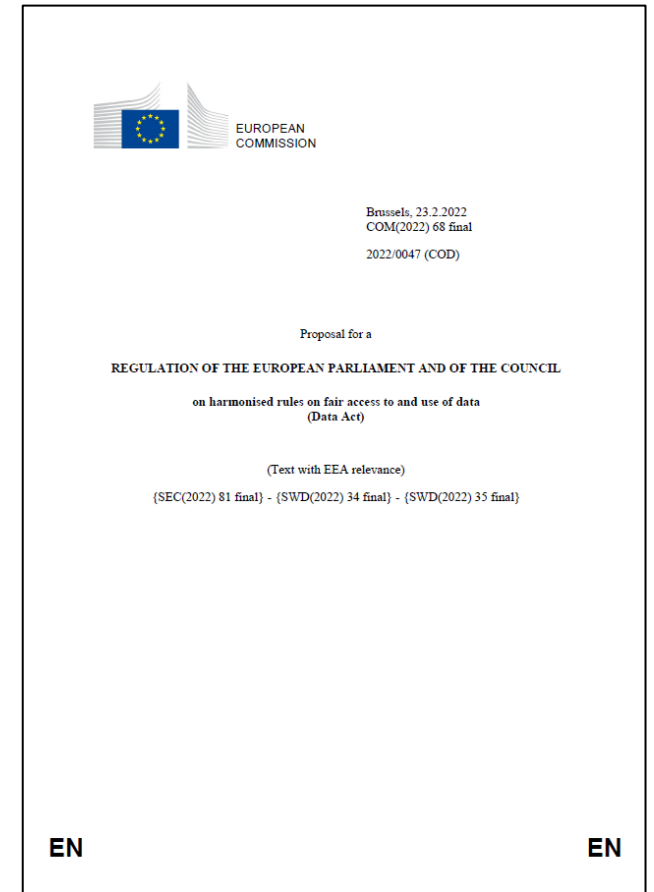 EUROPEAN
COMMISSION
Brussels, 23.2.2022
COM(2022) 68 final
2022/0047 (COD)
Proposal for a
REGULATION OF THE EUROPEAN PARLIAMENT AND OF THE COUNCIL
on harmonised rules on fair access to and use of data
(Data Act)
(Text with EEA relevance)
{SEC(2022) 81 final} - {SWD(2022) 34 final} - {SWD(2022) 35 final}
EN EN